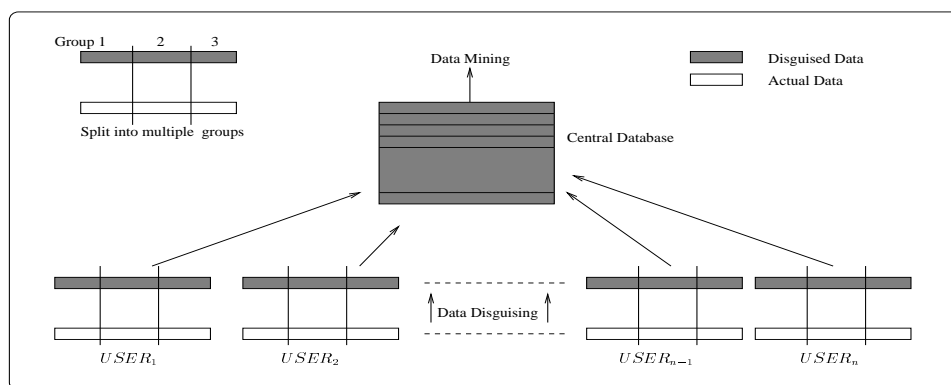 Group 1 2 3
Split into multiple groups
Data Mining
Disguised Data
Actual Data
Central Database
Data Disguising
USER₁
USER₂
USERₙ₋₁
USERₙ